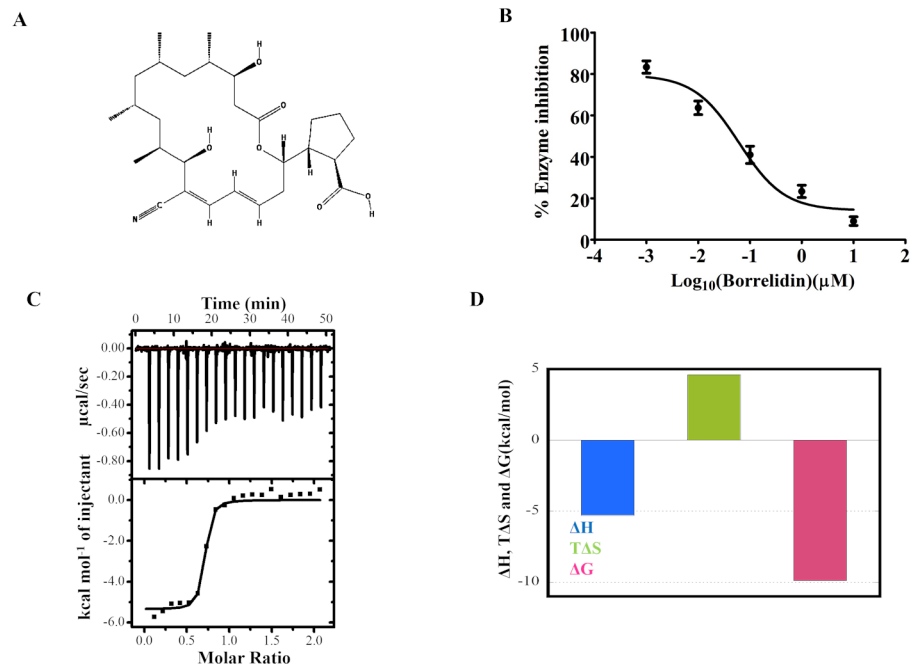 A
H
O
O
O
H
O
H
H
H
N
C
H
H
O
O
H
B
100
80
60
40
20
0
% Enzyme inhibition
-4 -3 -2 -1 0 1 2
Log10(Borrelidin)(μM)
C
Time (min)
0 10 20 30 40 50
0.00
-0.20
-0.40
-0.60
-0.80
μcal/sec
0.0
-2.0
-4.0
-6.0
kcal mol-1 of injectant
0.0 0.5 1.0 1.5 2.0
Molar Ratio
D
5
0
-5
-10
ΔH, TΔS and ΔG(kcal/mol)
ΔH
TΔS
ΔG